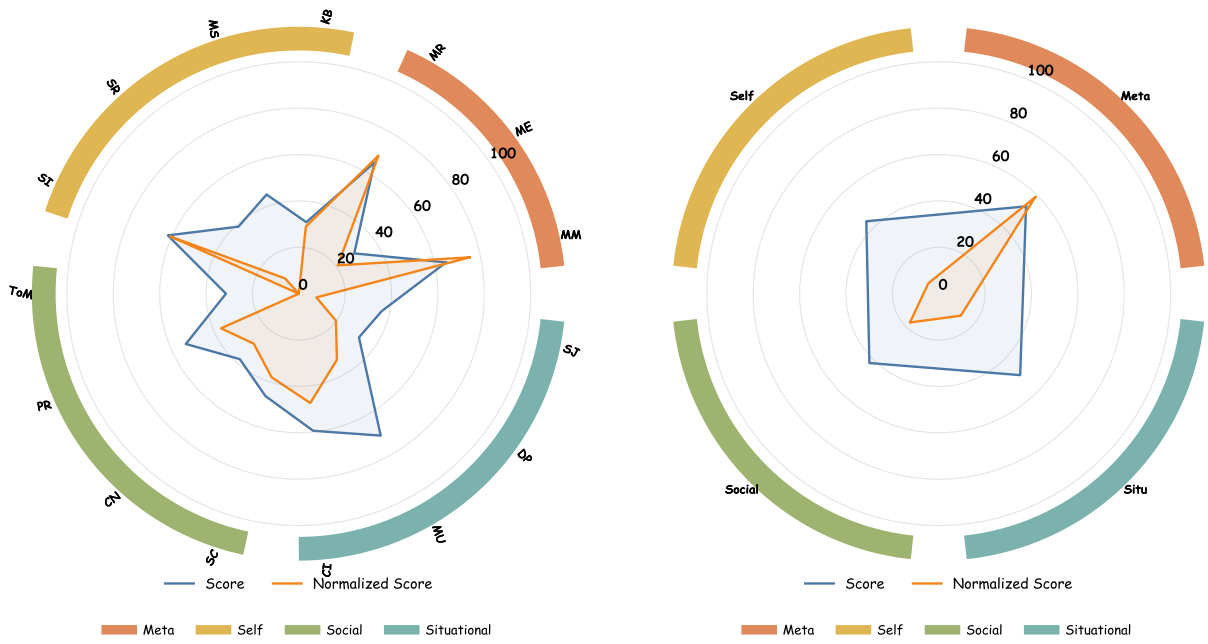 KB
MS
SR
SI
MR
ME
MM
100
80
60
40
20
0
ToM
PR
CN
SC
SJ
DP
MU
CI
Score
Normalized Score
Meta
Self
Social
Situational
Self
Meta
100
80
60
40
20
0
Social
Situ
Score
Normalized Score
Meta
Self
Social
Situational